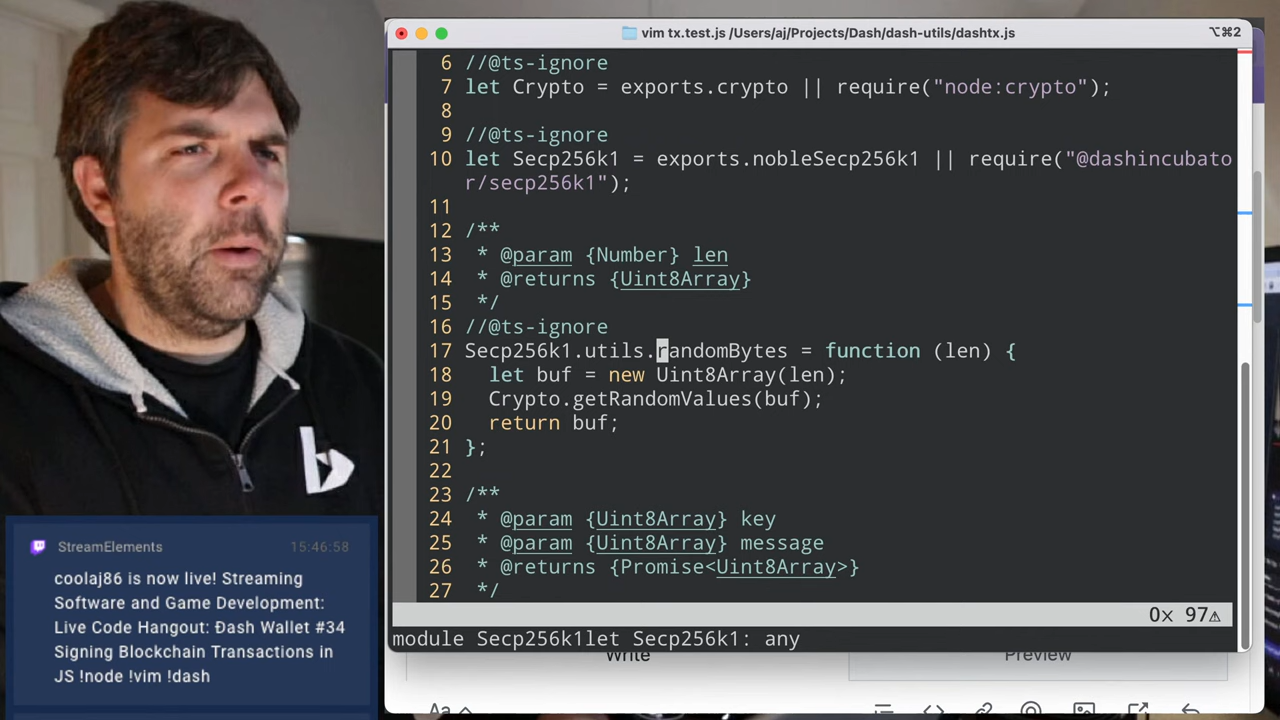 vim tx.test.js /Users/aj/Projects/Dash/dash-utils/dashtx.js
⌥⌘2
6 //@ts-ignore
7 let Crypto = exports.crypto || require("node:crypto");
8
9 //@ts-ignore
10 let Secp256k1 = exports.nobleSecp256k1 || require("@dashincubato
r/secp256k1");
11
12 /**
13 * @param {Number} len
14 * @returns {Uint8Array}
15 */
16 //@ts-ignore
17 Secp256k1.utils.randomBytes = function (len) {
18 let buf = new Uint8Array(len);
19 Crypto.getRandomValues(buf);
20 return buf;
21 };
22
23 /**
24 * @param {Uint8Array} key
25 * @param {Uint8Array} message
26 * @returns {Promise<Uint8Array>}
27 */
0× 97⚠
module Secp256k1let Secp256k1: any
Write
Preview
Aa
StreamElements
15:46:58
coolaj86 is now live! Streaming
Software and Game Development:
Live Code Hangout: Ðash Wallet #34
Signing Blockchain Transactions in
JS !node !vim !dash